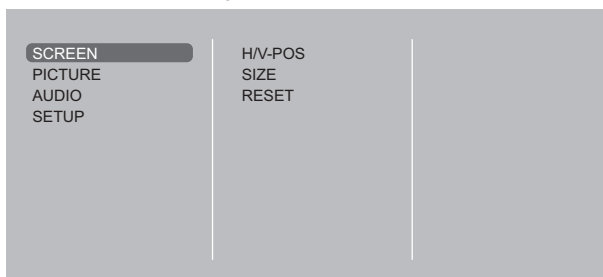 SCREEN
PICTURE
AUDIO
SETUP
H/V-POS
SIZE
RESET